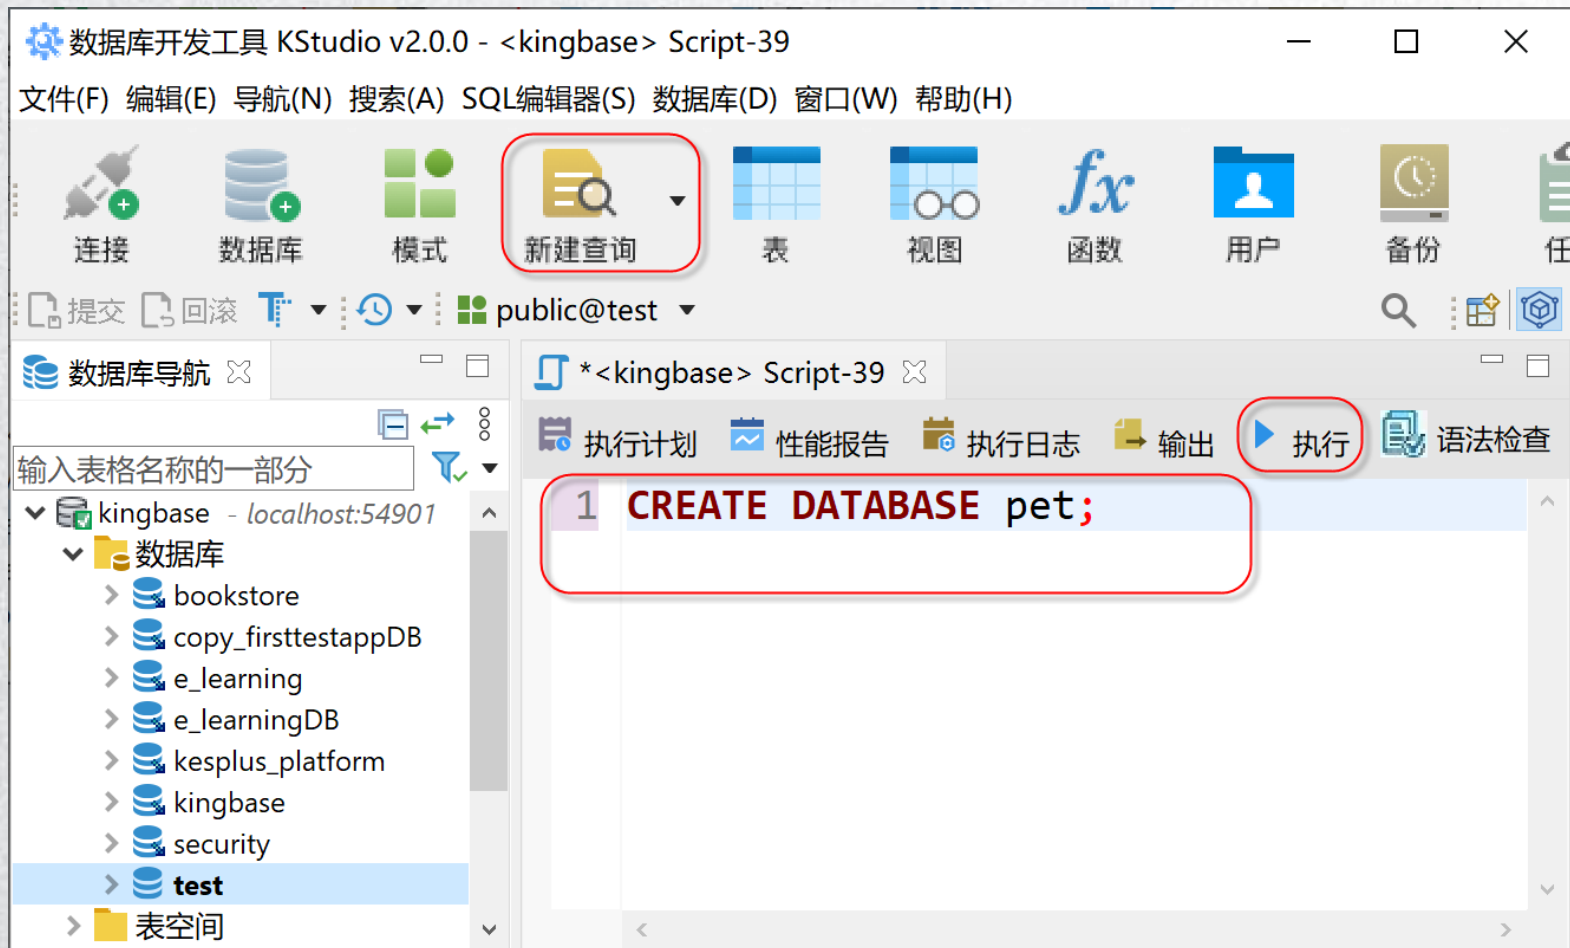 数据库开发工具 KStudio v2.0.0 - <kingbase> Script-39
文件(F) 编辑(E) 导航(N) 搜索(A) SQL编辑器(S) 数据库(D) 窗口(W) 帮助(H)
连接 数据库 模式 新建查询 表 视图 函数 用户 备份 任
提交 回滚 T public@test
数据库导航
*<kingbase> Script-39
执行计划 性能报告 执行日志 输出 执行 语法检查
输入表格名称的一部分
1 CREATE DATABASE pet;
kingbase - localhost:54901
数据库
bookstore
copy_firsttestappDB
e_learning
e_learningDB
kesplus_platform
kingbase
security
test
表空间